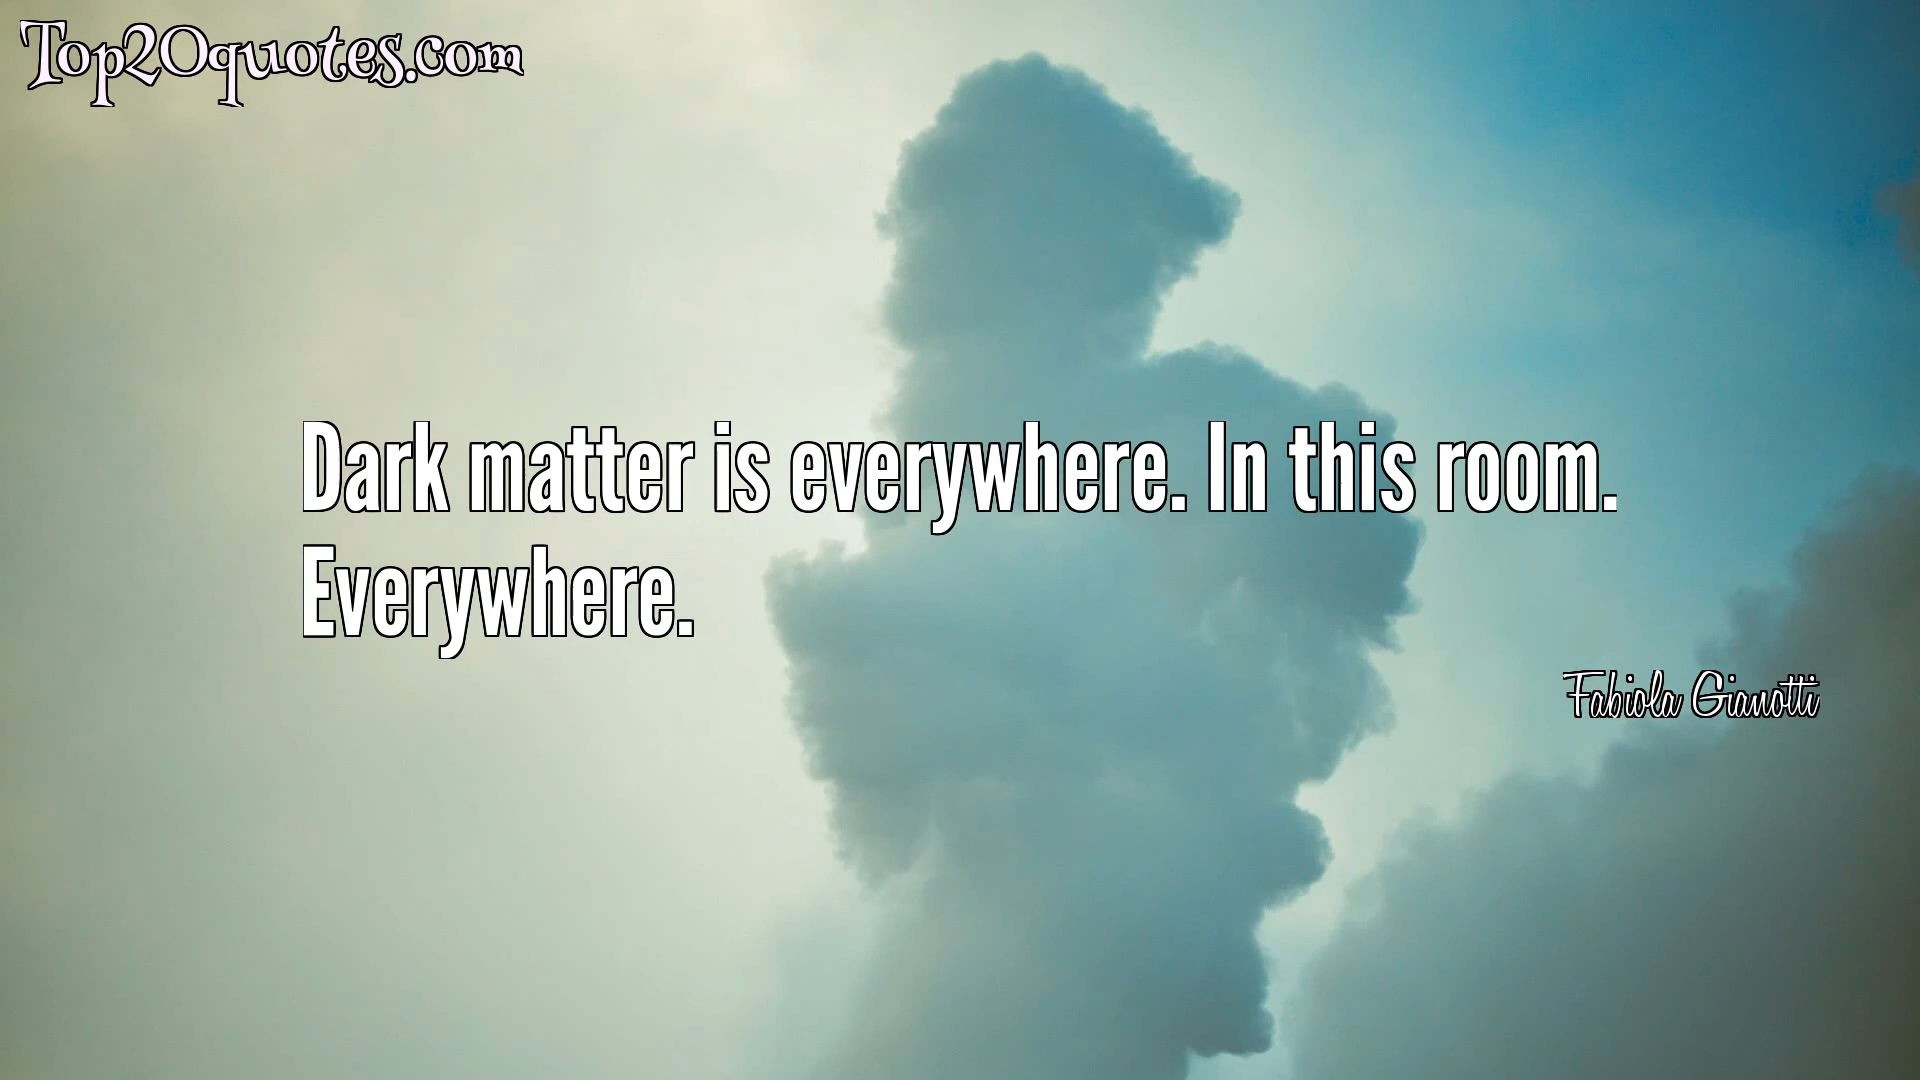 Top20quotes.com
Dark matter is everywhere. In this room.
Everywhere.
Fabiola Gianotti